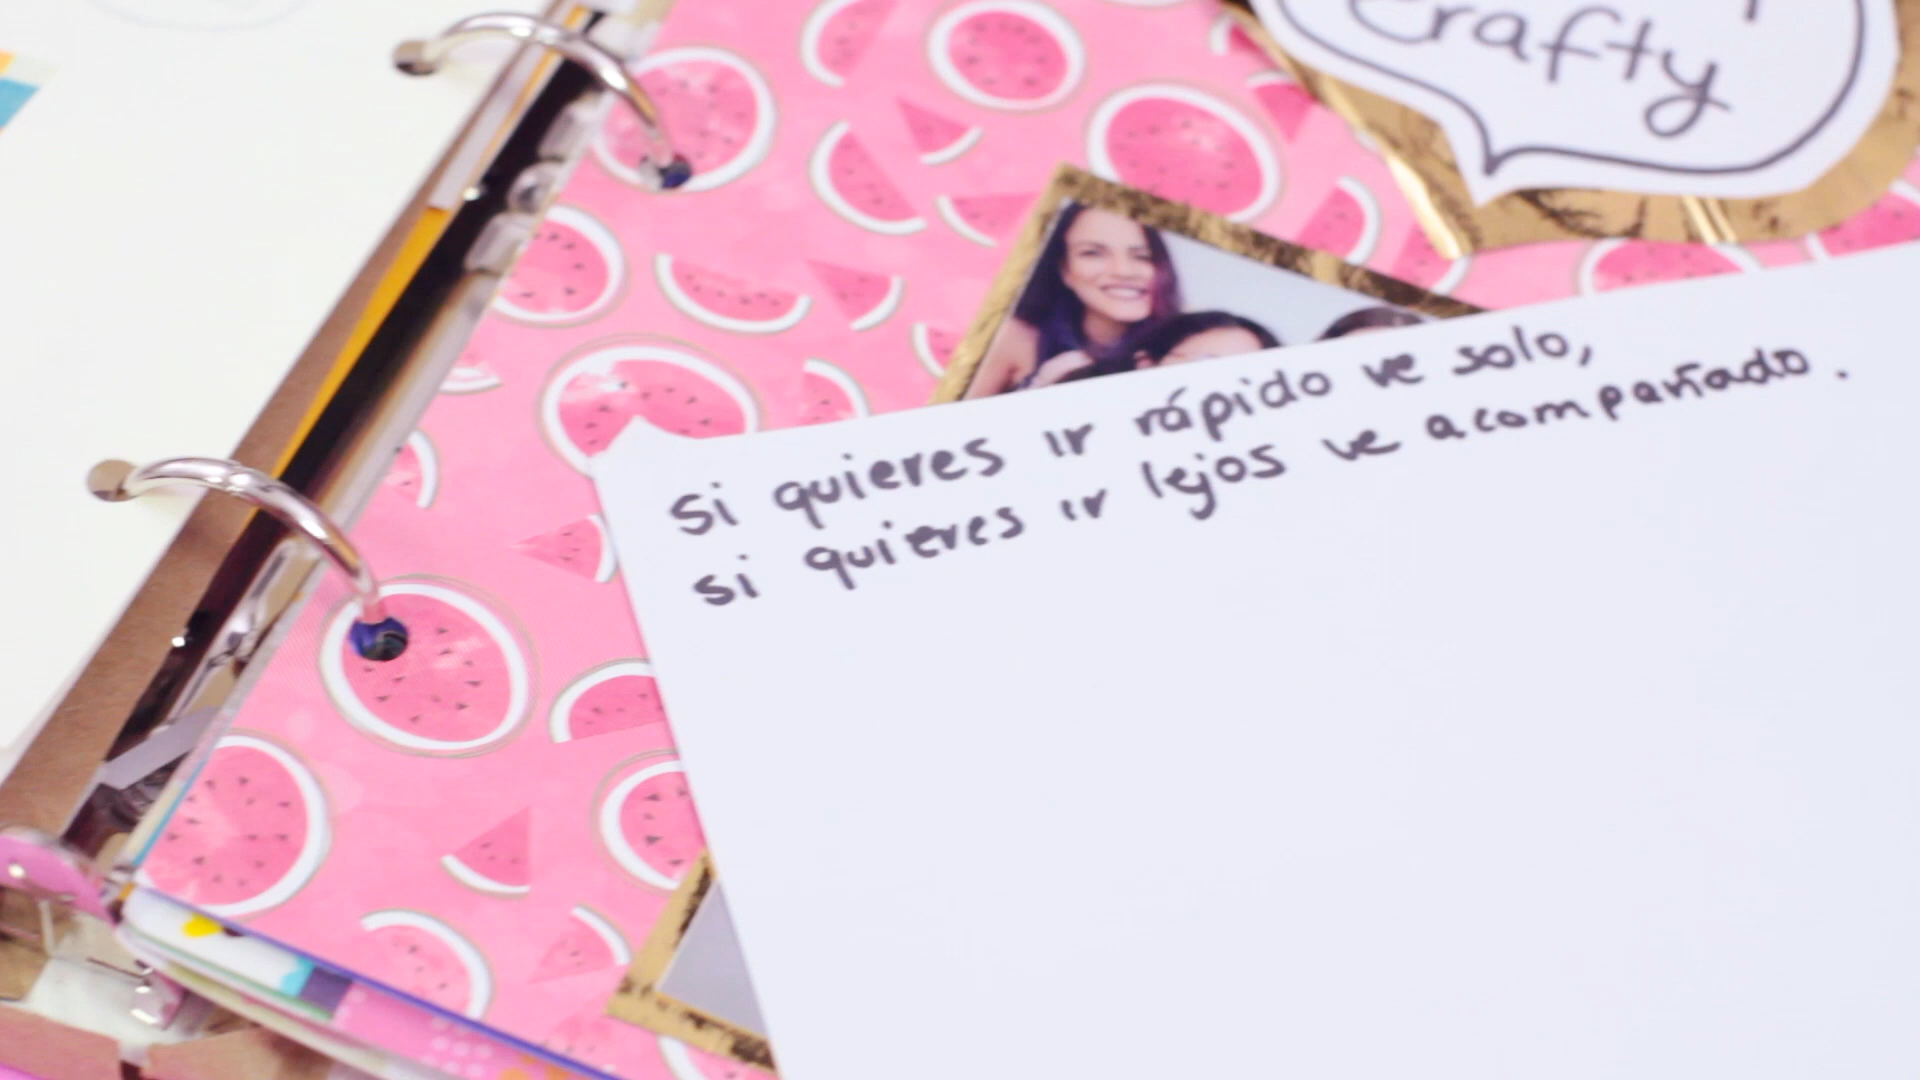 Crafty
Si quieres ir rápido ve solo,
si quieres ir lejos ve acompañado.